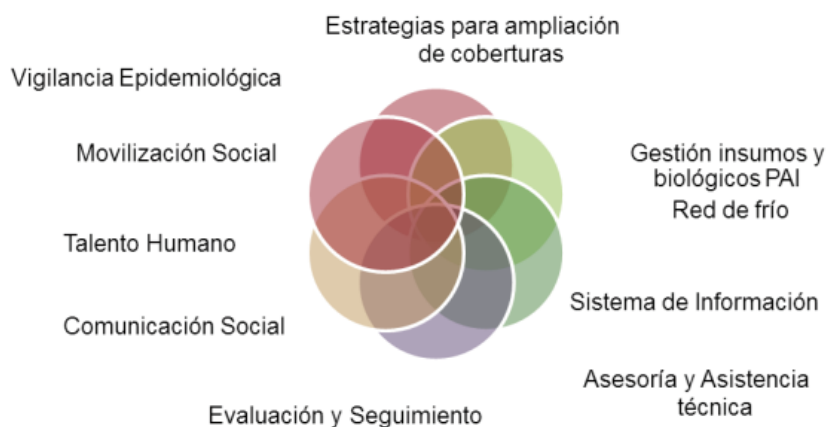 Estrategias para ampliación
de coberturas
Vigilancia Epidemiológica
Movilización Social
Gestión insumos y
biológicos PAI
Red de frío
Talento Humano
Sistema de Información
Comunicación Social
Asesoría y Asistencia
técnica
Evaluación y Seguimiento